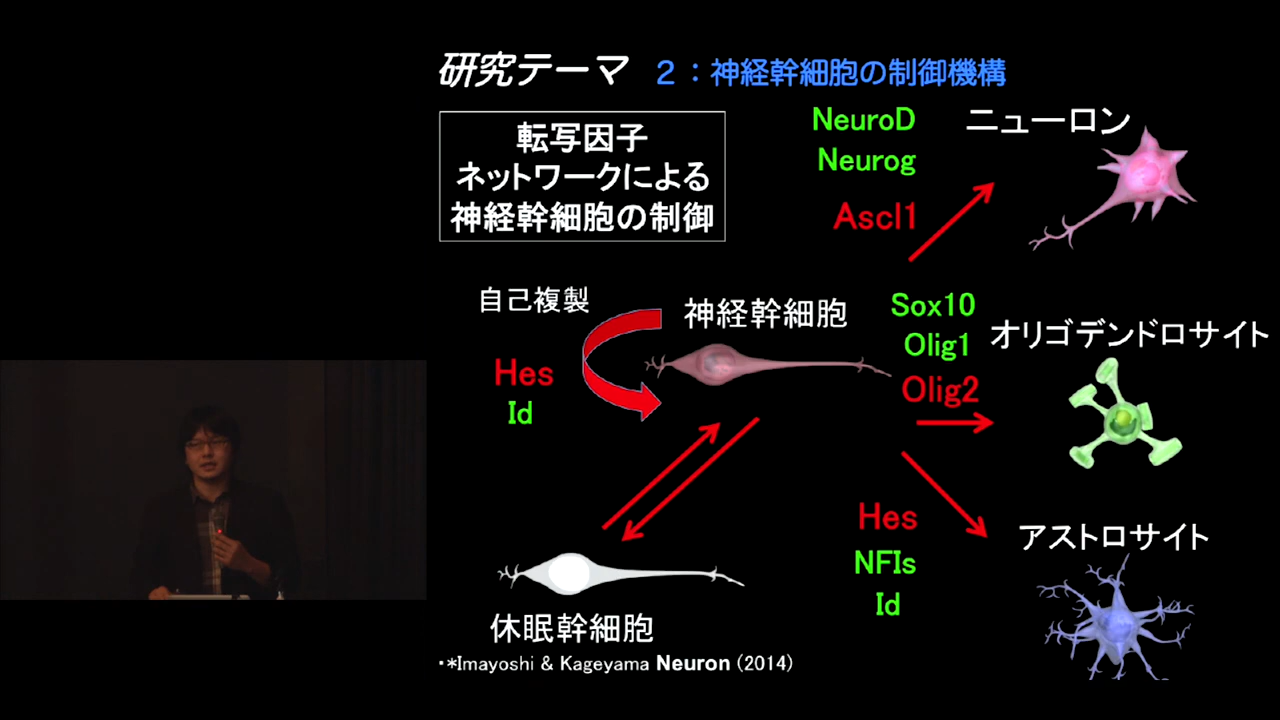 研究テーマ 2：神経幹細胞の制御機構
転写因子
ネットワークによる
神経幹細胞の制御
NeuroD
Neurog
Ascl1
ニューロン
自己複製
Hes
Id
神経幹細胞
Sox10
Olig1
Olig2
オリゴデンドロサイト
Hes
NFIs
Id
アストロサイト
休眠幹細胞
・*Imayoshi & Kageyama Neuron (2014)